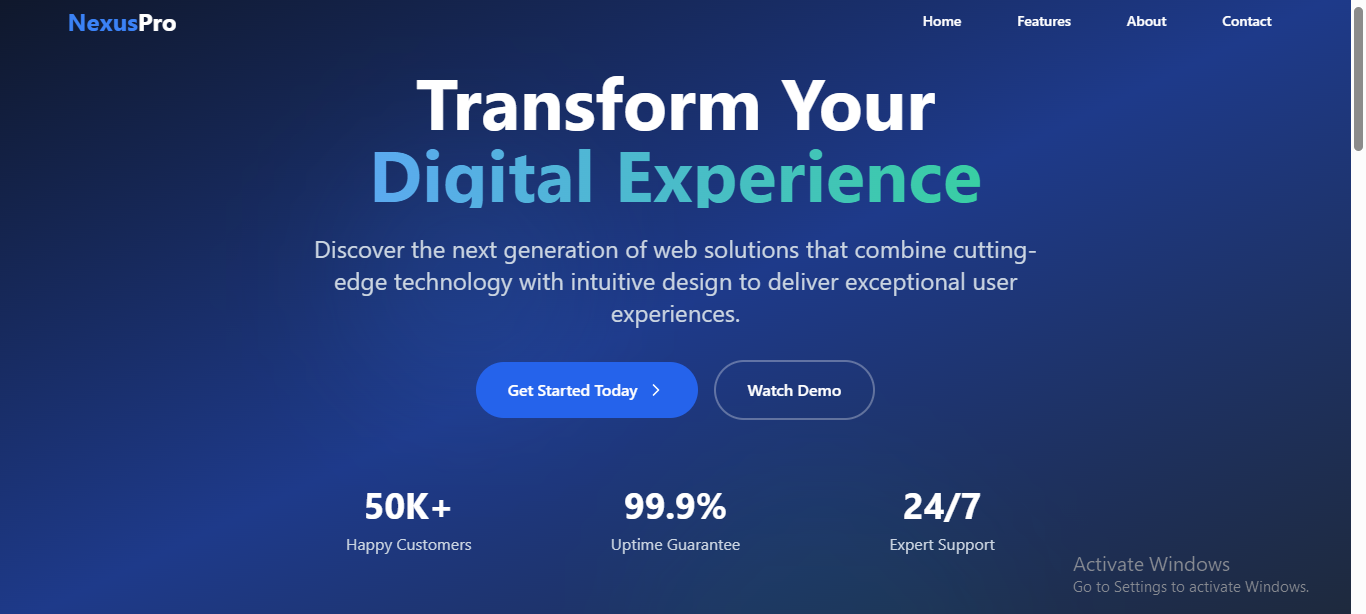 NexusPro
Home Features About Contact
Transform Your
Digital Experience
Discover the next generation of web solutions that combine cutting-
edge technology with intuitive design to deliver exceptional user
experiences.
Get Started Today
Watch Demo
50K+ 99.9% 24/7
Happy Customers Uptime Guarantee Expert Support
Activate Windows
Go to Settings to activate Windows.